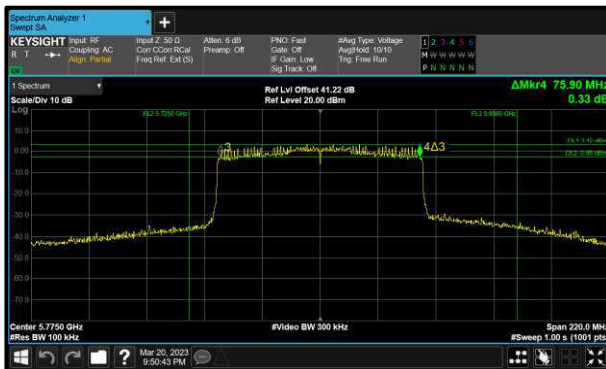 Spectrum Analyzer 1
Swept SA
+
KEYSIGHT
R T
Input: RF
Coupling: AC
Align: Partial
Input Z: 50 Ω
Corr CCorr RCal
Freq Ref: Ext (S)
Atten: 6 dB
Preamp: Off
PNO: Fast
Gate: Off
IF Gain: Low
Sig Track: Off
#Avg Type: Voltage
Avg|Hold: 10/10
Trig: Free Run
1 2 3 4 5 6
M W W W W W W
P N N N N N
1 Spectrum
Scale/Div 10 dB
Ref Lvl Offset 41.22 dB
Ref Level 20.00 dBm
ΔMkr4 75.90 MHz
0.33 dB
Log
10.0
0.00
-10.0
-20.0
-30.0
-40.0
-50.0
-60.0
-70.0
3
4Δ3
Center 5.7750 GHz
#Res BW 100 kHz
#Video BW 300 kHz
Span 220.0 MHz
#Sweep 1.00 s (1001 pts)
?
Mar 20, 2023
9:50:43 PM